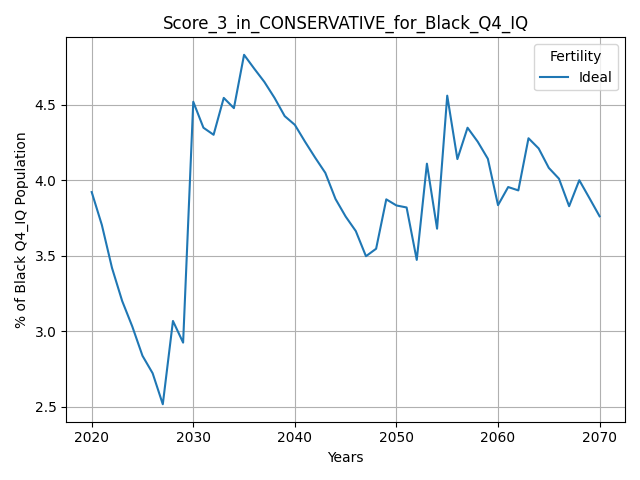 Score_3_in_CONSERVATIVE_for_Black_Q4_IQ
Fertility
Ideal
% of Black Q4_IQ Population
4.5
4.0
3.5
3.0
2.5
2020 2030 2040 2050 2060 2070
Years